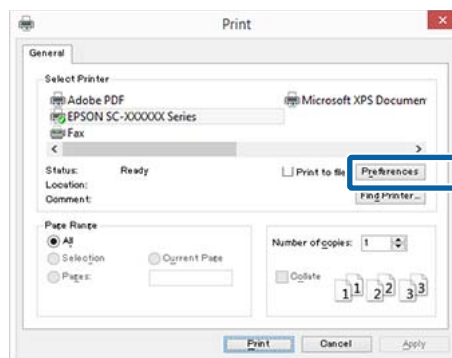 Print
General
Select Printer
Adobe PDF
Microsoft XPS Documen
EPSON SC-XXXXXX Series
Fax
Status: Ready
Print to file
Preferences
Location:
Comment:
Find Printer...
Page Range
All
Selection
Current Page
Pages:
Number of copies: 1
Collate
1 1 2 2 3 3
Print
Cancel
Apply